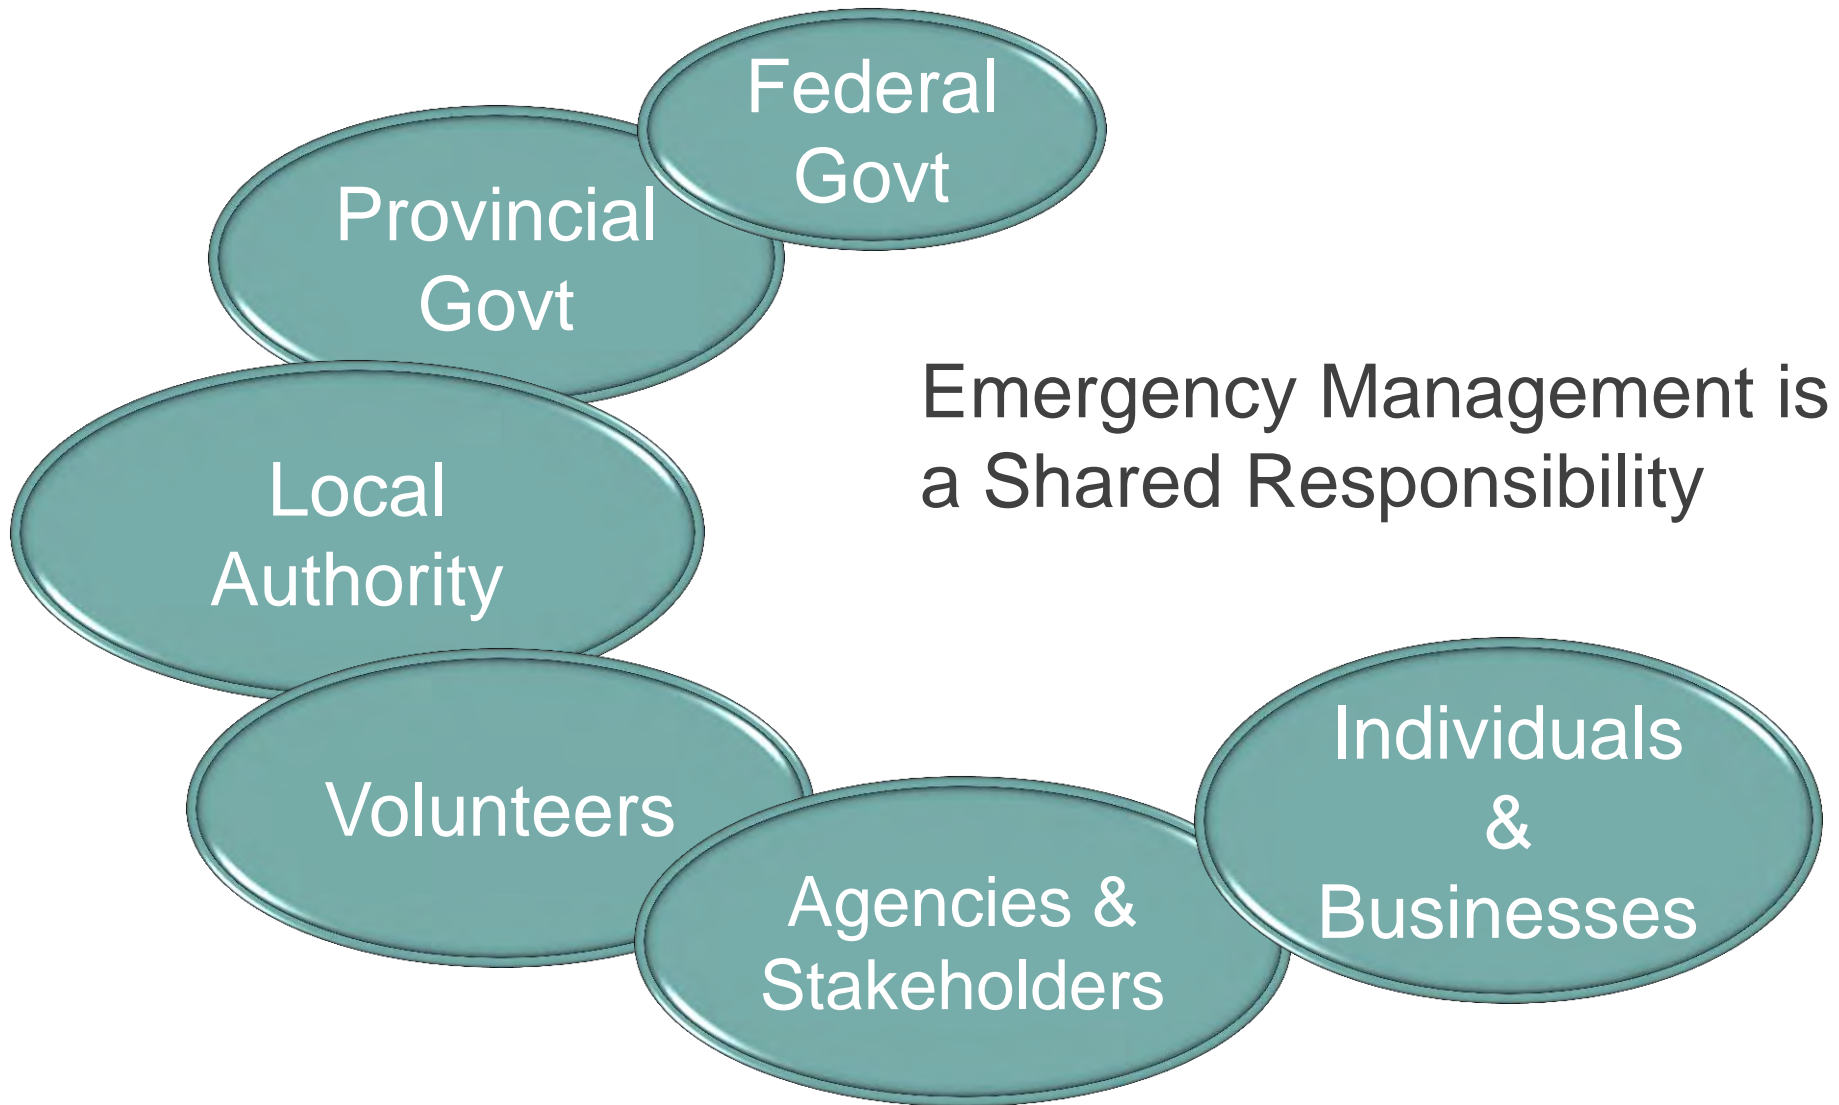 Federal
Govt
Provincial
Govt
Emergency Management is
a Shared Responsibility
Local
Authority
Volunteers
Agencies &
Stakeholders
Individuals
&
Businesses